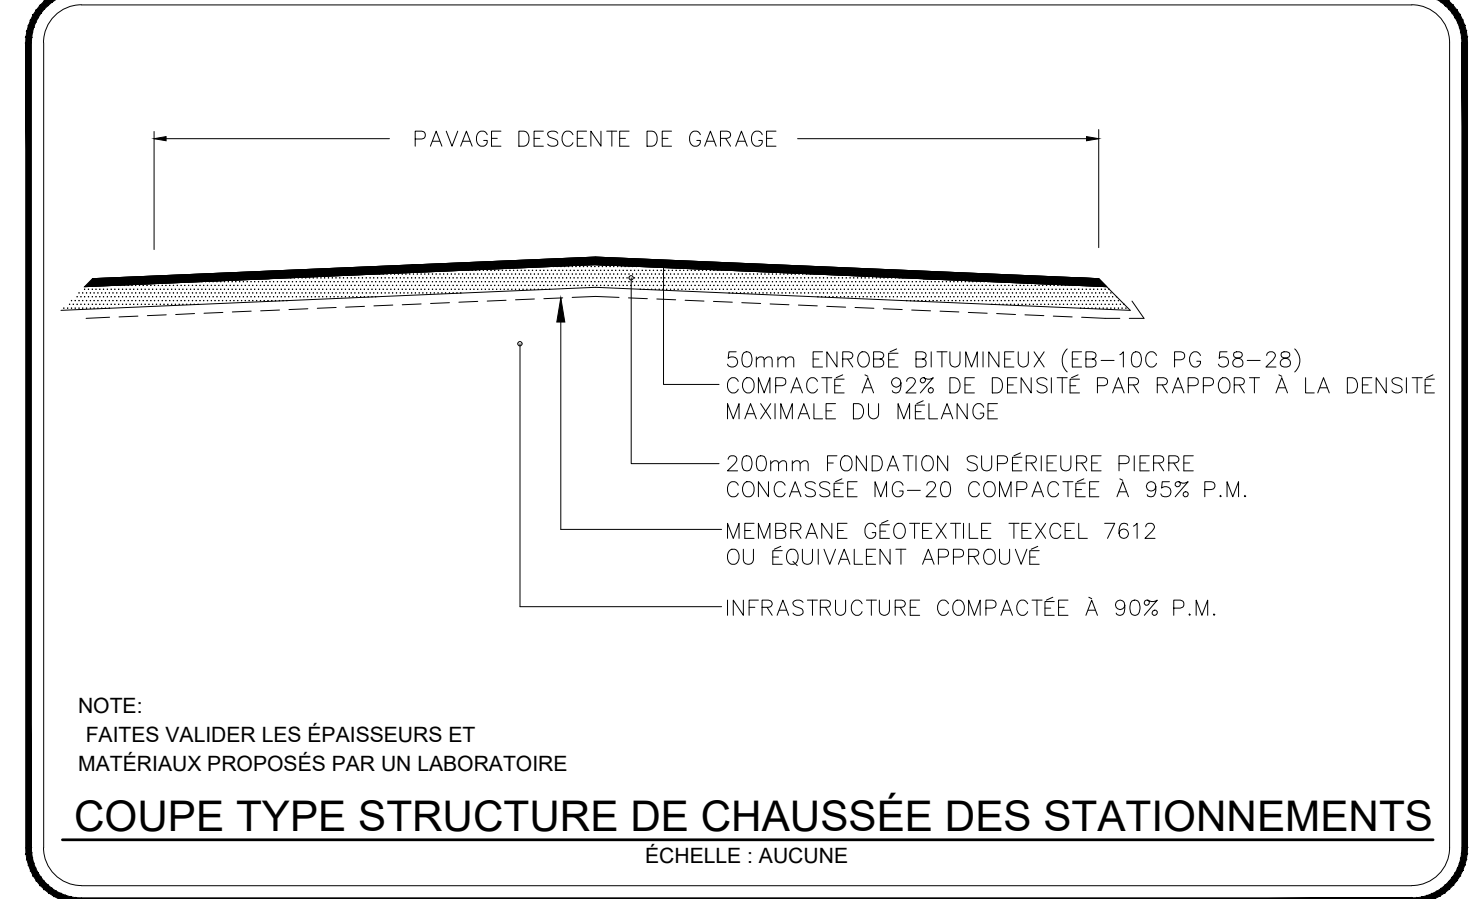 PAVAGE DESCENTE DE GARAGE
50mm ENROBÉ BITUMINEUX (EB-10C PG 58-28)
COMPACTÉ À 92% DE DENSITÉ PAR RAPPORT À LA DENSITÉ
MAXIMALE DU MÉLANGE
200mm FONDATION SUPÉRIEURE PIERRE
CONCASSÉE MG-20 COMPACTÉE À 95% P.M.
MEMBRANE GÉOTEXTILE TEXCEL 7612
OU ÉQUIVALENT APPROUVÉ
INFRASTRUCTURE COMPACTÉE À 90% P.M.
NOTE:
FAITES VALIDER LES ÉPAISSEURS ET
MATÉRIAUX PROPOSÉS PAR UN LABORATOIRE
COUPE TYPE STRUCTURE DE CHAUSSÉE DES STATIONNEMENTS
ÉCHELLE : AUCUNE